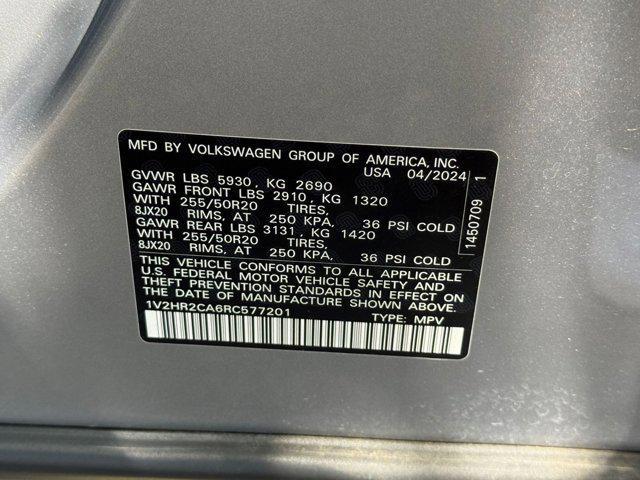 MFD BY VOLKSWAGEN GROUP OF AMERICA, INC.
USA 04/2024
GVWR LBS 5930, KG 2690
GAWR FRONT LBS 2910, KG 1320
WITH 255/50R20 TIRES,
8JX20 RIMS, AT 250 KPA, 36 PSI COLD
GAWR REAR LBS 3131, KG 1420
WITH 255/50R20 TIRES,
8JX20 RIMS, AT 250 KPA, 36 PSI COLD
THIS VEHICLE CONFORMS TO ALL APPLICABLE
U.S. FEDERAL MOTOR VEHICLE SAFETY AND
THEFT PREVENTION STANDARDS IN EFFECT ON
THE DATE OF MANUFACTURE SHOWN ABOVE.
1V2HR2CA6RC577201 TYPE: MPV
1450709 1